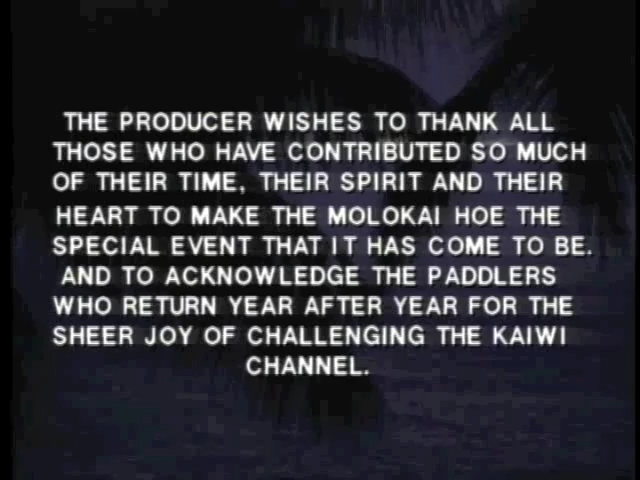 THE PRODUCER WISHES TO THANK ALL
THOSE WHO HAVE CONTRIBUTED SO MUCH
OF THEIR TIME, THEIR SPIRIT AND THEIR
HEART TO MAKE THE MOLOKAI HOE THE
SPECIAL EVENT THAT IT HAS COME TO BE.
AND TO ACKNOWLEDGE THE PADDLERS
WHO RETURN YEAR AFTER YEAR FOR THE
SHEER JOY OF CHALLENGING THE KAIWI
CHANNEL.